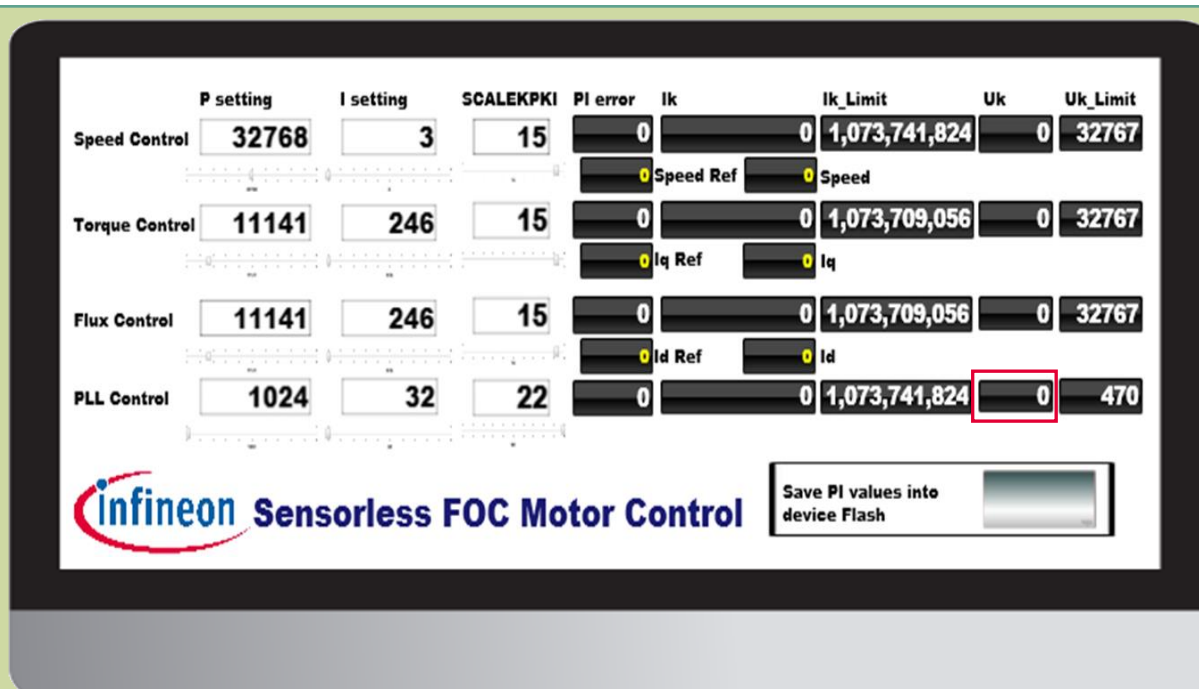 P setting I setting SCALEKPKI PI error Ik Ik_Limit Uk Uk_Limit
Speed Control 32768 3 15 0 0 1,073,741,824 0 32767
0 Speed Ref 0 Speed
Torque Control 11141 246 15 0 0 1,073,709,056 0 32767
0 Iq Ref 0 Iq
Flux Control 11141 246 15 0 0 1,073,709,056 0 32767
0 Id Ref 0 Id
PLL Control 1024 32 22 0 0 1,073,741,824 0 470
infineon Sensorless FOC Motor Control
Save PI values into
device Flash